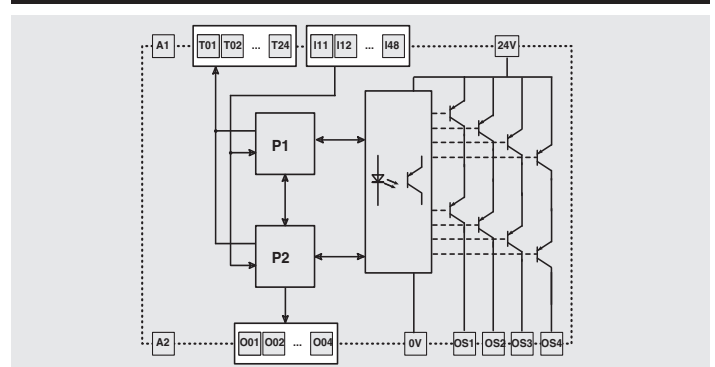 A1 T01 T02 ... T24 I11 I12 ... I48 24V
P1
P2
A2 O01 O02 ... O04 0V OS1 OS2 OS3 OS4